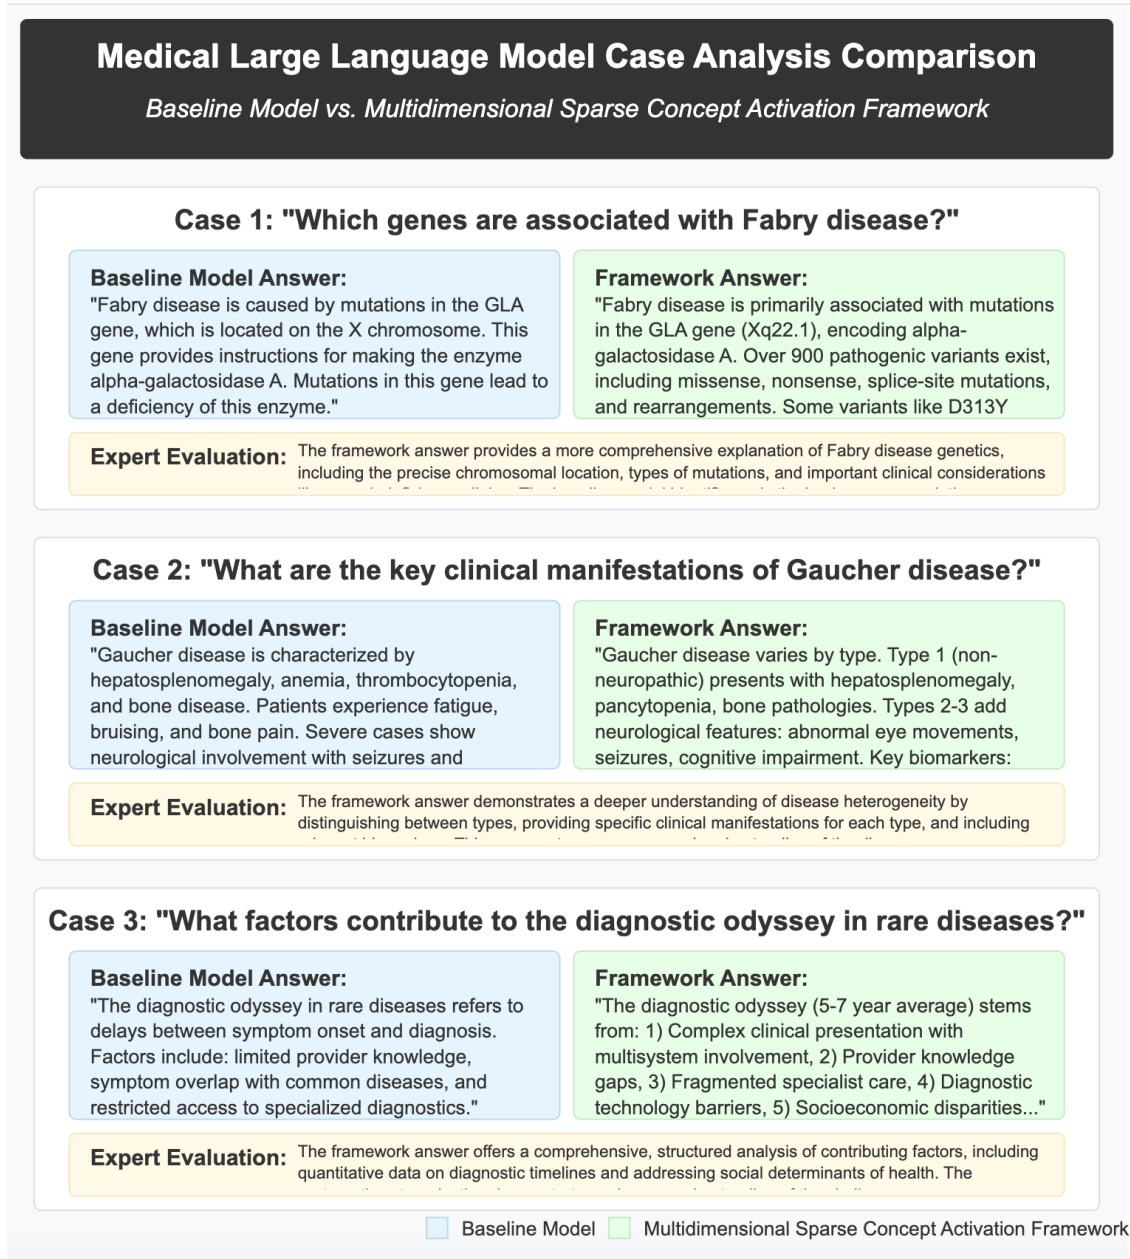 Medical Large Language Model Case Analysis Comparison
Baseline Model vs. Multidimensional Sparse Concept Activation Framework
Case 1: "Which genes are associated with Fabry disease?"
Baseline Model Answer:
"Fabry disease is caused by mutations in the GLA
gene, which is located on the X chromosome. This
gene provides instructions for making the enzyme
alpha-galactosidase A. Mutations in this gene lead to
a deficiency of this enzyme."
Framework Answer:
"Fabry disease is primarily associated with mutations
in the GLA gene (Xq22.1), encoding alpha-
galactosidase A. Over 900 pathogenic variants exist,
including missense, nonsense, splice-site mutations,
and rearrangements. Some variants like D313Y
Expert Evaluation:
The framework answer provides a more comprehensive explanation of Fabry disease genetics,
including the precise chromosomal location, types of mutations, and important clinical considerations
Case 2: "What are the key clinical manifestations of Gaucher disease?"
Baseline Model Answer:
"Gaucher disease is characterized by
hepatosplenomegaly, anemia, thrombocytopenia,
and bone disease. Patients experience fatigue,
bruising, and bone pain. Severe cases show
neurological involvement with seizures and
Framework Answer:
"Gaucher disease varies by type. Type 1 (non-
neuropathic) presents with hepatosplenomegaly,
pancytopenia, bone pathologies. Types 2-3 add
neurological features: abnormal eye movements,
seizures, cognitive impairment. Key biomarkers:
Expert Evaluation:
The framework answer demonstrates a deeper understanding of disease heterogeneity by
distinguishing between types, providing specific clinical manifestations for each type, and including
Case 3: "What factors contribute to the diagnostic odyssey in rare diseases?"
Baseline Model Answer:
"The diagnostic odyssey in rare diseases refers to
delays between symptom onset and diagnosis.
Factors include: limited provider knowledge,
symptom overlap with common diseases, and
restricted access to specialized diagnostics."
Framework Answer:
"The diagnostic odyssey (5-7 year average) stems
from: 1) Complex clinical presentation with
multisystem involvement, 2) Provider knowledge
gaps, 3) Fragmented specialist care, 4) Diagnostic
technology barriers, 5) Socioeconomic disparities..."
Expert Evaluation:
The framework answer offers a comprehensive, structured analysis of contributing factors, including
quantitative data on diagnostic timelines and addressing social determinants of health. The
Baseline Model
Multidimensional Sparse Concept Activation Framework